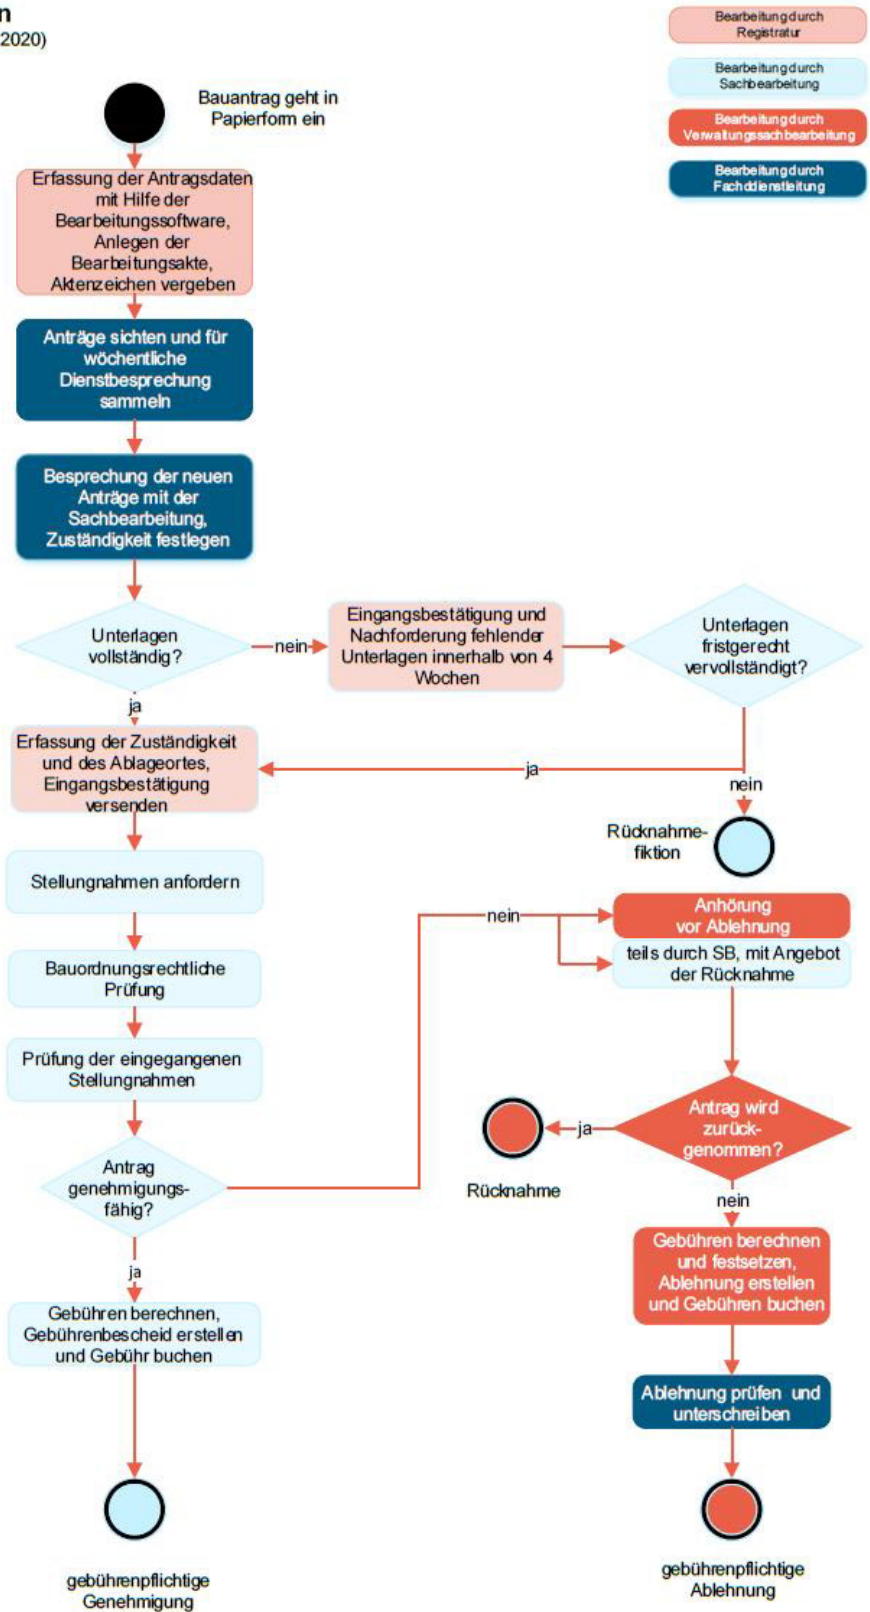 n
2020)
Bearbeitung durch
Registratur
Bearbeitung durch
Sachbearbeitung
Bearbeitung durch
Verwaltungssachbearbeitung
Bearbeitung durch
Fachddienstleitung
Bauantrag geht in
Papierform ein
Erfassung der Antragsdaten
mit Hilfe der
Bearbeitungssoftware,
Anlegen der
Bearbeitungsakte,
Aktenzeichen vergeben
Anträge sichten und für
wöchentliche
Dienstbesprechung
sammeln
Besprechung der neuen
Anträge mit der
Sachbearbeitung,
Zuständigkeit festlegen
Unterlagen
vollständig?
nein
Eingangsbestätigung und
Nachforderung fehlender
Unterlagen innerhalb von 4
Wochen
Unterlagen
fristgerecht
vervollständigt?
ja
Erfassung der Zuständigkeit
und des Ablageortes,
Eingangsbestätigung
versenden
ja
nein
Rücknahme-
fiktion
Stellungnahmen anfordern
Bauordnungsrechtliche
Prüfung
Prüfung der eingegangenen
Stellungnahmen
Antrag
genehmigungs-
fähig?
nein
Anhörung
vor Ablehnung
teils durch SB, mit Angebot
der Rücknahme
Antrag wird
zurück-
genommen?
ja
Rücknahme
nein
Gebühren berechnen
und festsetzen,
Ablehnung erstellen
und Gebühren buchen
Ablehnung prüfen und
unterschreiben
gebührenpflichtige
Ablehnung
ja
Gebühren berechnen,
Gebührenbescheid erstellen
und Gebühr buchen
gebührenpflichtige
Genehmigung